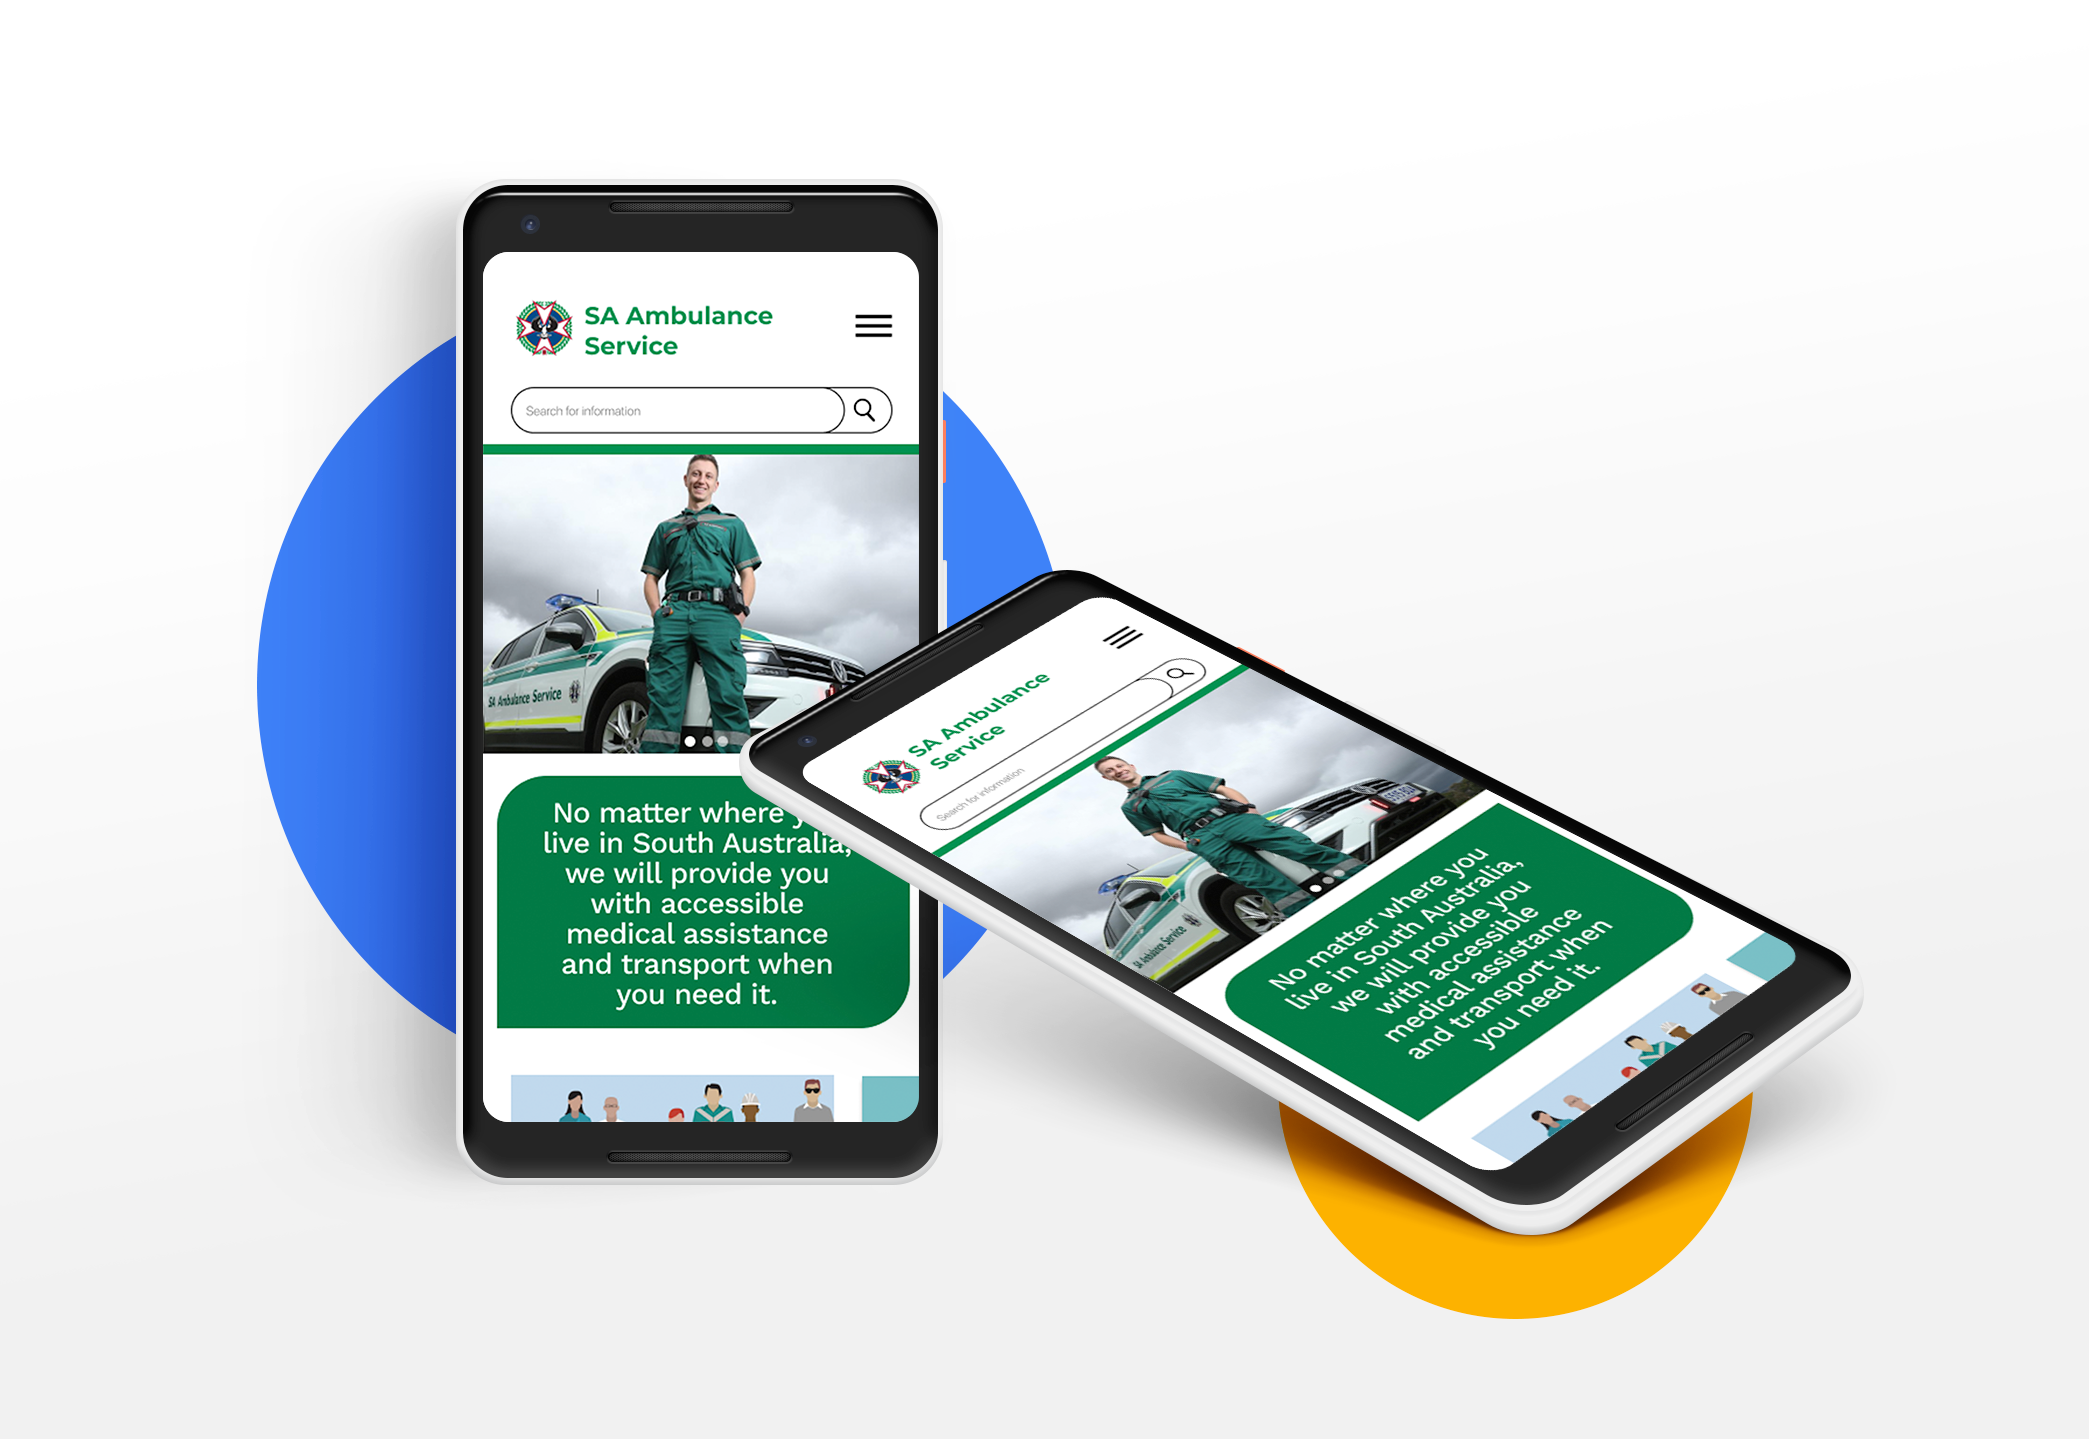 SA Ambulance
Service
Search for information
SA Ambulance Service
No matter where
live in South Australia,
we will provide you
with accessible
medical assistance
and transport when
you need it.
SA Ambulance
Service
Search for information
SA Ambulance Service
No matter where you
live in South Australia,
we will provide you
with accessible
medical assistance
and transport when
you need it.